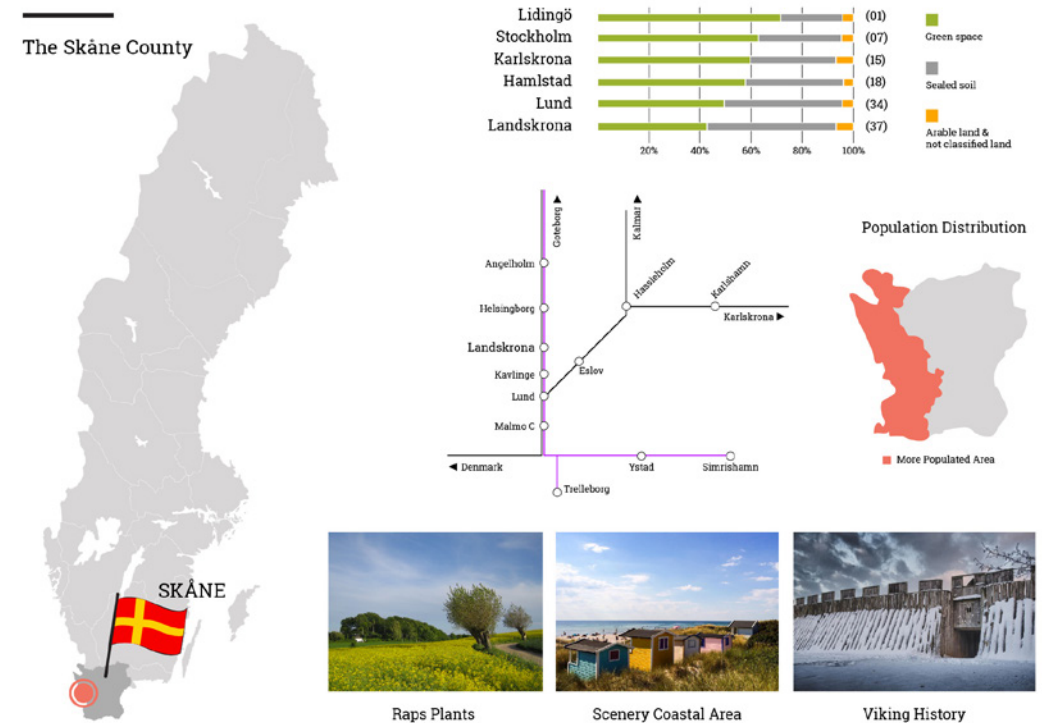 The Skåne County
SKÅNE
Lidingö (01)
Stockholm (07)
Karlskrona (15)
Hamlstad (18)
Lund (34)
Landskrona (37)
20% 40% 60% 80% 100%
Green space
Sealed soil
Arable land &
not classified land
Goteborg ▲
Kalmar ▲
Angelholm
Helsingborg
Landskrona
Kavlinge
Lund
Malmo C
Hassleholm
Karlshamn
Karlskrona ▶
Eslov
◀ Denmark
Ystad
Simrishamn
Trelleborg
Population Distribution
More Populated Area
Raps Plants
Scenery Coastal Area
Viking History